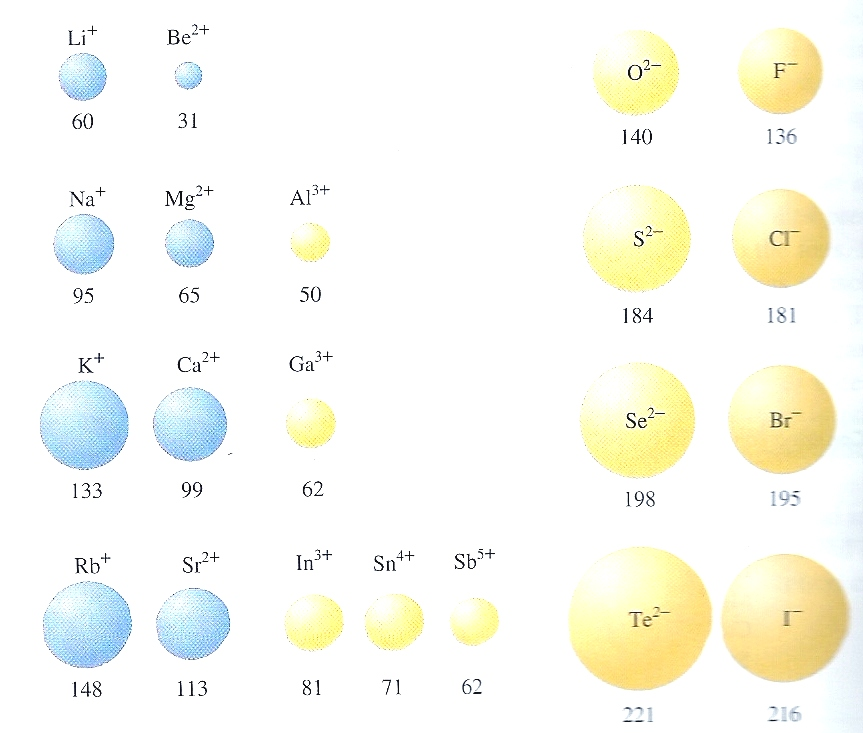 Li⁺ Be²⁺
O²⁻ F⁻
60 31
140 136
Na⁺ Mg²⁺ Al³⁺
S²⁻ Cl⁻
95 65 50
184 181
K⁺ Ca²⁺ Ga³⁺
Se²⁻ Br⁻
133 99 62
198 195
Rb⁺ Sr²⁺ In³⁺ Sn⁴⁺ Sb⁵⁺
Te²⁻ I⁻
148 113 81 71 62
221 216